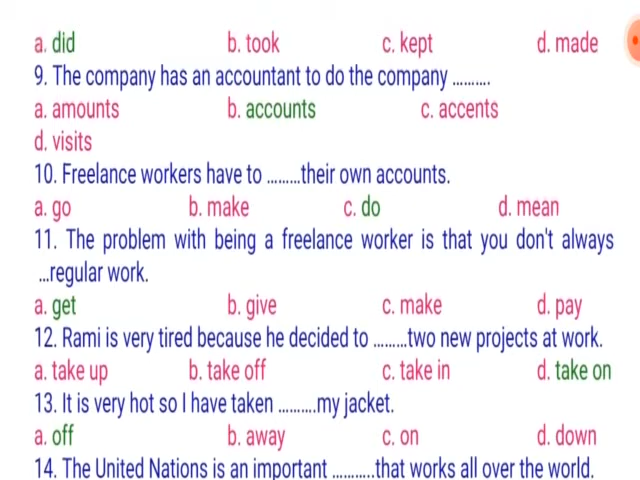 a. did b. took c. kept d. made
9. The company has an accountant to do the company ……….
a. amounts b. accounts c. accents
d. visits
10. Freelance workers have to ………their own accounts.
a. go b. make c. do d. mean
11. The problem with being a freelance worker is that you don't always
…regular work.
a. get b. give c. make d. pay
12. Rami is very tired because he decided to ………two new projects at work.
a. take up b. take off c. take in d. take on
13. It is very hot so I have taken ……….my jacket.
a. off b. away c. on d. down
14. The United Nations is an important ………..that works all over the world.